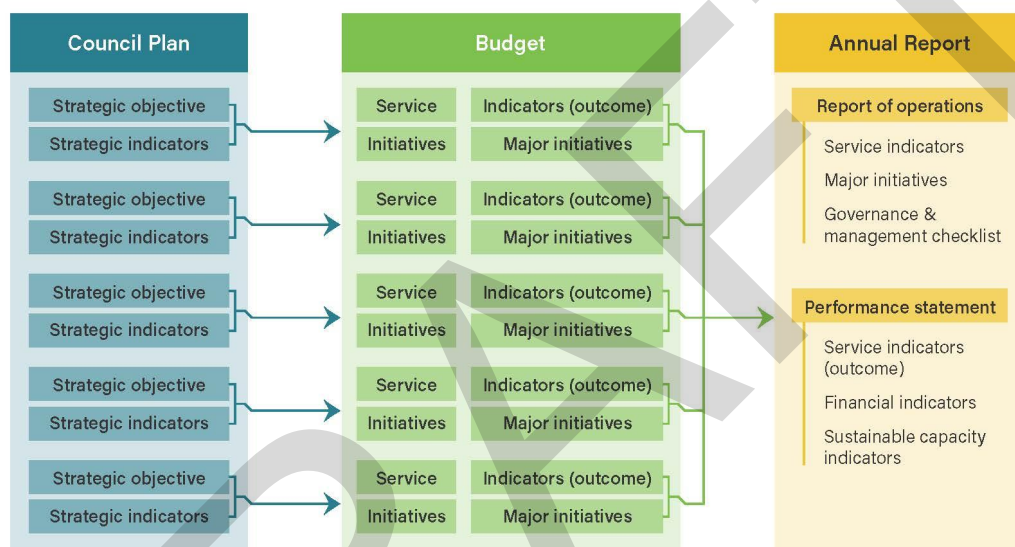 Council Plan
Strategic objective
Strategic indicators
Strategic objective
Strategic indicators
Strategic objective
Strategic indicators
Strategic objective
Strategic indicators
Strategic objective
Strategic indicators
Budget
Service
Indicators (outcome)
Initiatives
Major initiatives
Service
Indicators (outcome)
Initiatives
Major initiatives
Service
Indicators (outcome)
Initiatives
Major initiatives
Service
Indicators (outcome)
Initiatives
Major initiatives
Service
Indicators (outcome)
Initiatives
Major initiatives
Annual Report
Report of operations
Service indicators
Major initiatives
Governance &
management checklist
Performance statement
Service indicators
(outcome)
Financial indicators
Sustainable capacity
indicators